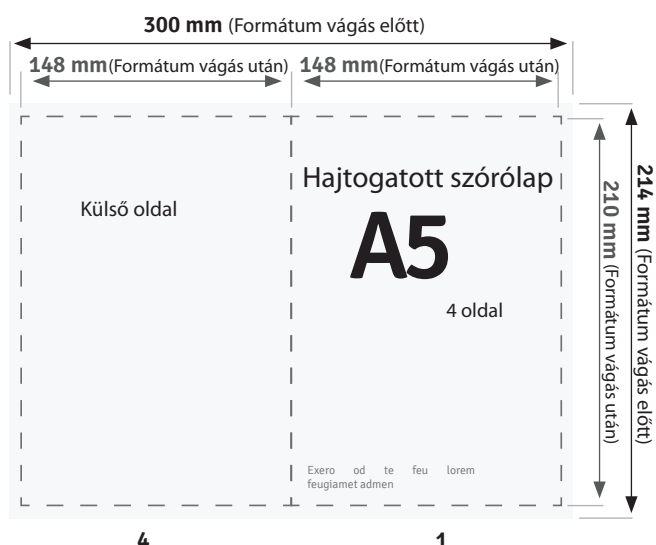 300 mm (Formátum vágás előtt)
148 mm(Formátum vágás után) 148 mm(Formátum vágás után)
Külső oldal
Hajtogatott szórólap
A5
4 oldal
210 mm (Formátum vágás után)
214 mm (Formátum vágás előtt)
Exero od te feu lorem
feugiamet admen
4 1